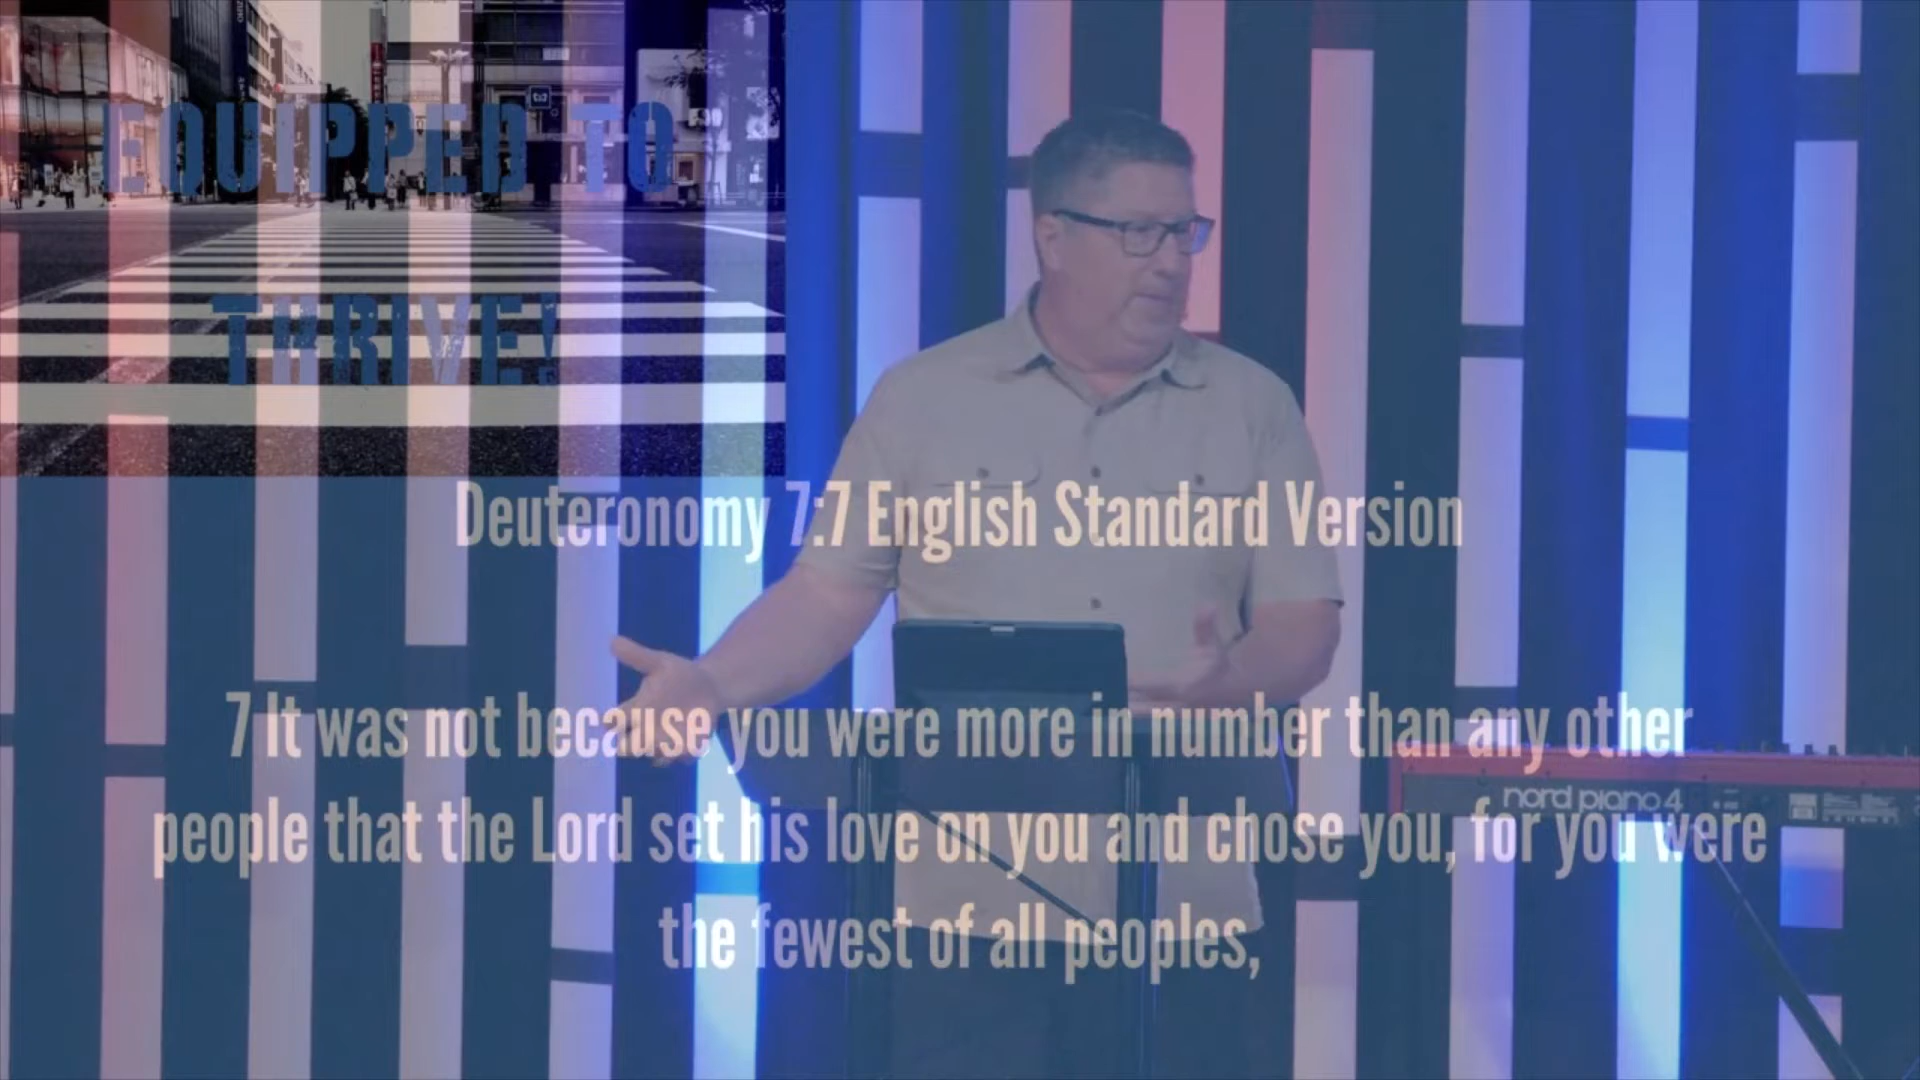 EQUIPPED TO
THRIVE!
Deuteronomy 7:7 English Standard Version
7 It was not because you were more in number than any other
people that the Lord set his love on you and chose you, for you were
the fewest of all peoples,
nord piano 4